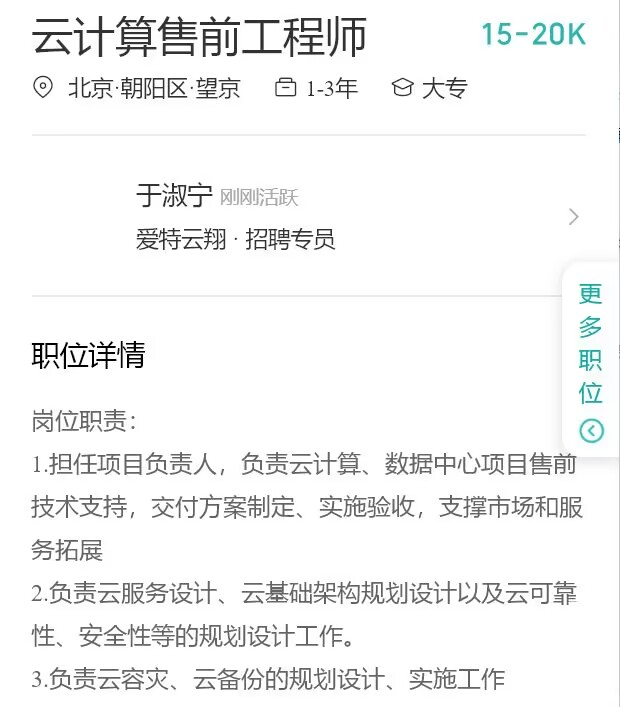 云计算售前工程师 15-20K
北京·朝阳区·望京 1-3年 大专
于淑宁 刚刚活跃
爱特云翔·招聘专员
更多职位
职位详情
岗位职责：
1.担任项目负责人，负责云计算、数据中心项目售前
技术支持，交付方案制定、实施验收，支撑市场和服
务拓展
2.负责云服务设计、云基础架构规划设计以及云可靠
性、安全性等的规划设计工作。
3.负责云容灾、云备份的规划设计、实施工作